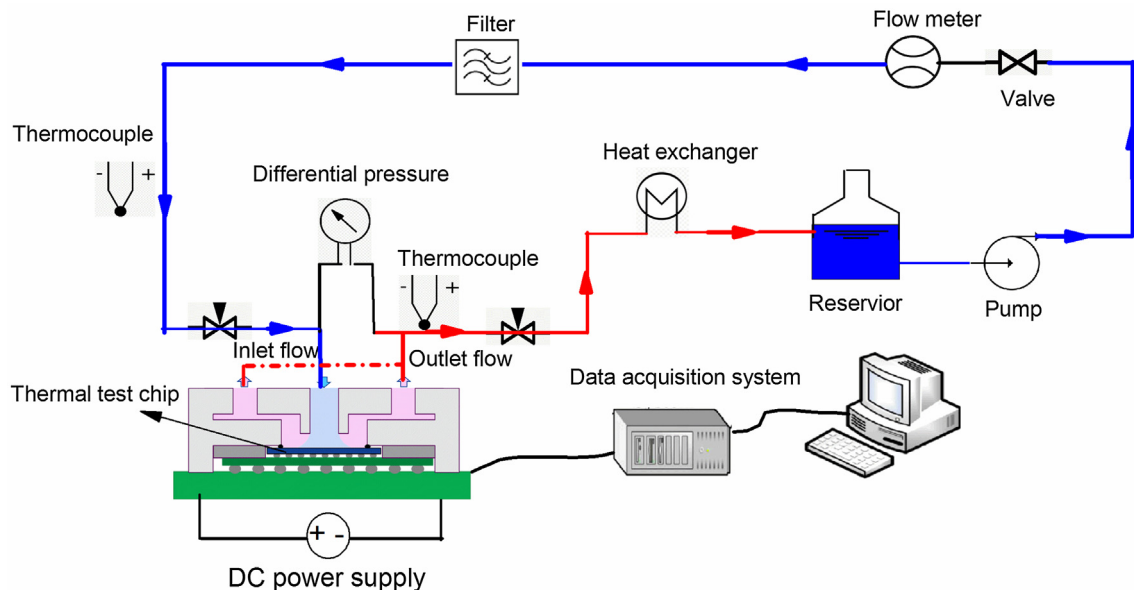 Filter
Flow meter
Valve
Thermocouple
- +
Differential pressure
Heat exchanger
Thermocouple
- +
Reservior
Pump
Inlet flow
Outlet flow
Thermal test chip
Data acquisition system
+ -
DC power supply